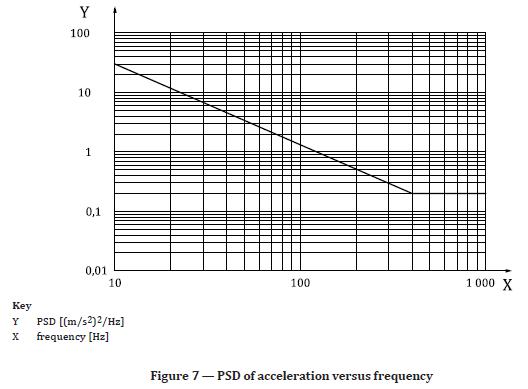 Y
100
10
1
0,1
0,01
10 100 1 000 X
Key
Y PSD [(m/s²)²/Hz]
X frequency [Hz]
Figure 7 — PSD of acceleration versus frequency